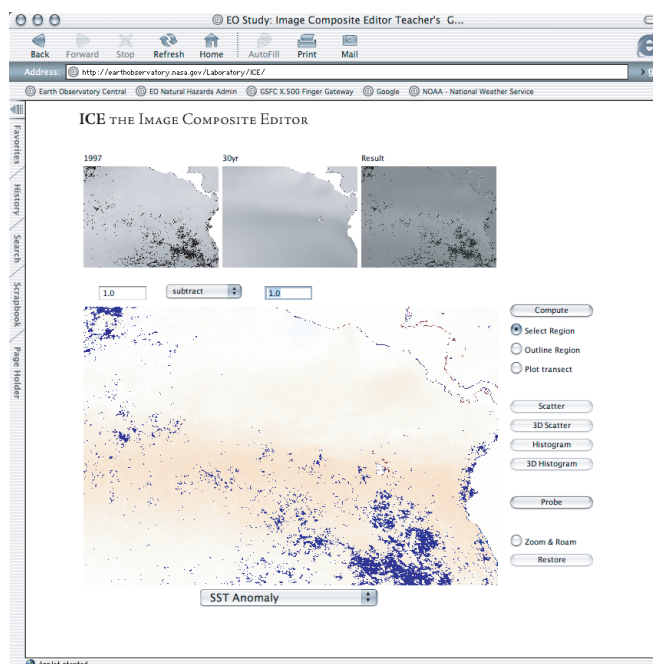 EO Study: Image Composite Editor Teacher's G...
Back Forward Stop Refresh Home AutoFill Print Mail
Address: http://earthobservatory.nasa.gov/Laboratory/ICE/
Earth Observatory Central EO Natural Hazards Admin GSFC X.500 Finger Gateway Google NOAA - National Weather Service
Favorites
History
Search
Scrapbook
Page Holder
ICE THE IMAGE COMPOSITE EDITOR
1997 30yr Result
1.0 subtract 1.0
Compute
Select Region
Outline Region
Plot transect
Scatter
3D Scatter
Histogram
3D Histogram
Probe
Zoom & Roam
Restore
SST Anomaly
Applet started